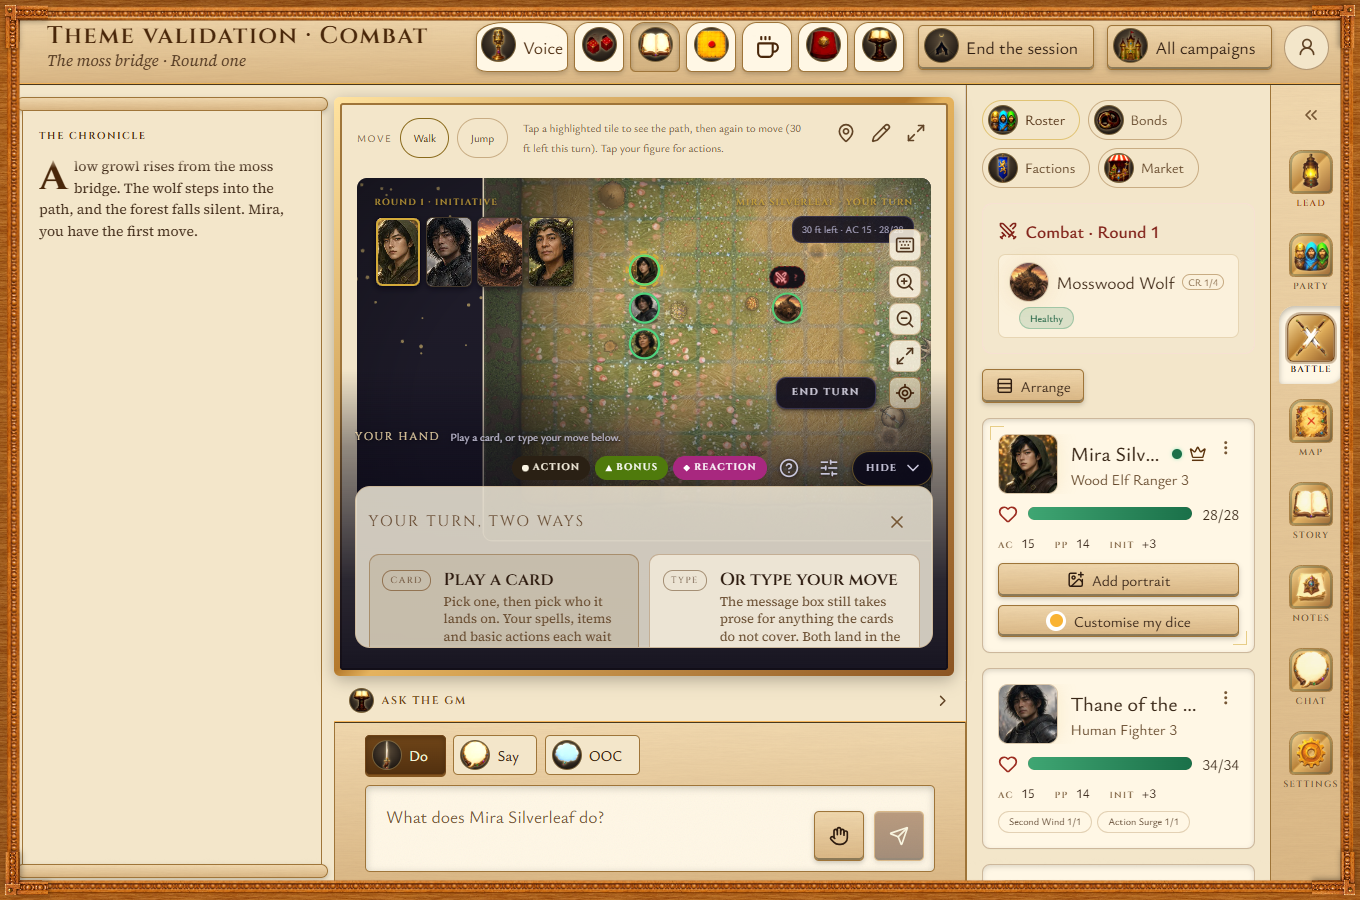 THEME VALIDATION · COMBAT
The moss bridge · Round one
Voice
End the session
All campaigns
THE CHRONICLE
A low growl rises from the moss
bridge. The wolf steps into the
path, and the forest falls silent. Mira,
you have the first move.
MOVE
Walk
Jump
Tap a highlighted tile to see the path, then again to move (30
ft left this turn). Tap your figure for actions.
ROUND 1 · INITIATIVE
MIRA SILVERLEAF · YOUR TURN
30 ft left · AC 15 · 28/28
END TURN
YOUR HAND
Play a card, or type your move below.
ACTION
BONUS
REACTION
HIDE
YOUR TURN, TWO WAYS
CARD
PLAY A CARD
Pick one, then pick who it
lands on. Your spells, items
and basic actions each wait
TYPE
OR TYPE YOUR MOVE
The message box still takes
prose for anything the cards
do not cover. Both land in the
ASK THE GM
Do
Say
OOC
What does Mira Silverleaf do?
Roster
Bonds
Factions
Market
Combat · Round 1
Mosswood Wolf
CR 1/4
Healthy
Arrange
Mira Silv...
Wood Elf Ranger 3
28/28
AC 15 PP 14 INIT +3
Add portrait
Customise my dice
Thane of the ...
Human Fighter 3
34/34
AC 15 PP 14 INIT +3
Second Wind 1/1
Action Surge 1/1
LEAD
PARTY
BATTLE
MAP
STORY
NOTES
CHAT
SETTINGS